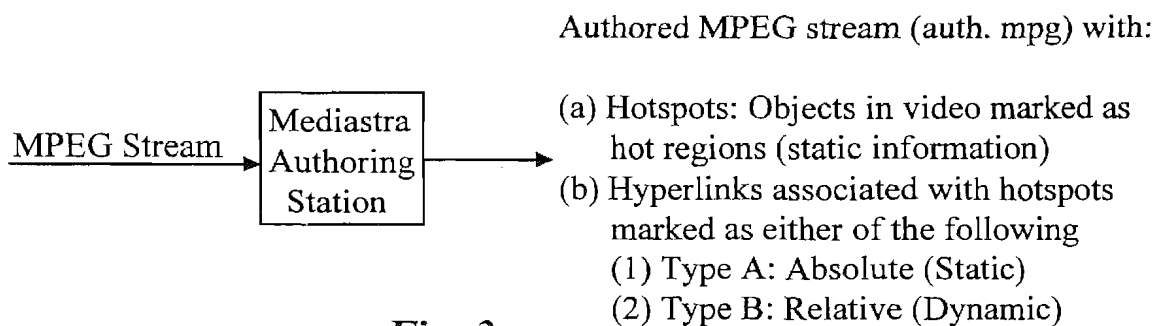 Authored MPEG stream (auth. mpg) with:
MPEG Stream
Mediastra
Authoring
Station
(a) Hotspots: Objects in video marked as
hot regions (static information)
(b) Hyperlinks associated with hotspots
marked as either of the following
(1) Type A: Absolute (Static)
(2) Type B: Relative (Dynamic)